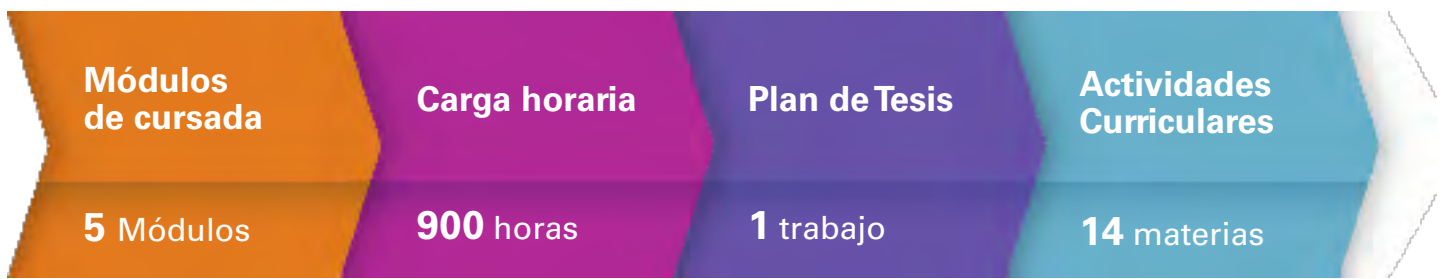 Módulos
de cursada
5 Módulos
Carga horaria
900 horas
Plan de Tesis
1 trabajo
Actividades
Curriculares
14 materias